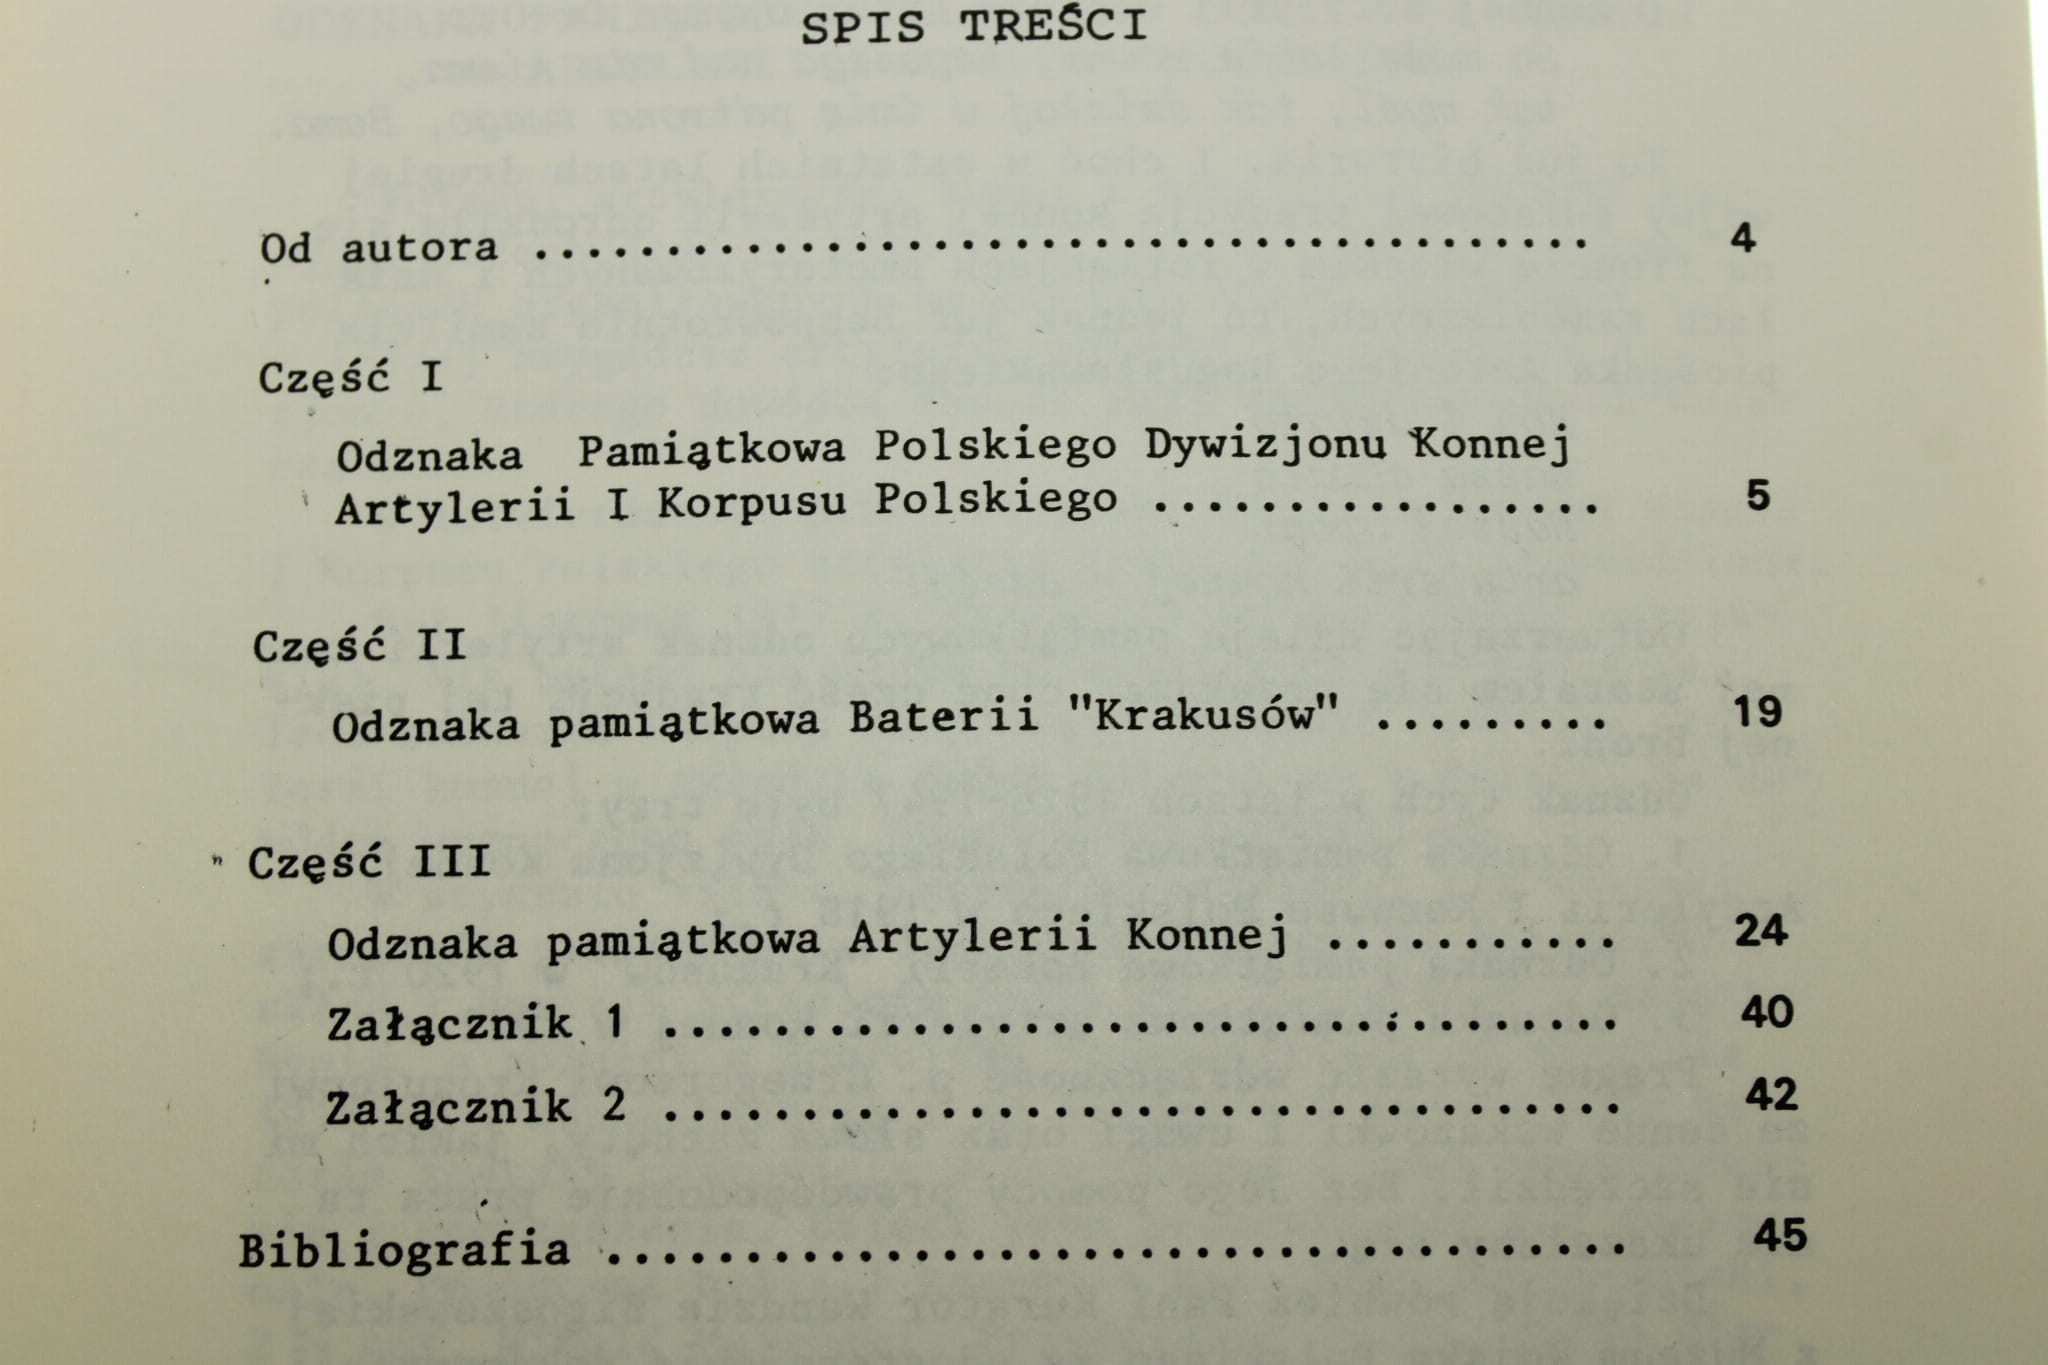 SPIS TREŚCI
Od autora ....................................... 4
Część I
Odznaka Pamiątkowa Polskiego Dywizjonu Konnej
Artylerii I Korpusu Polskiego ................. 5
Część II
Odznaka pamiątkowa Baterii "Krakusów" ......... 19
Część III
Odznaka pamiątkowa Artylerii Konnej ........... 24
Załącznik 1 ................................... 40
Załącznik 2 ................................... 42
Bibliografia ..................................... 45